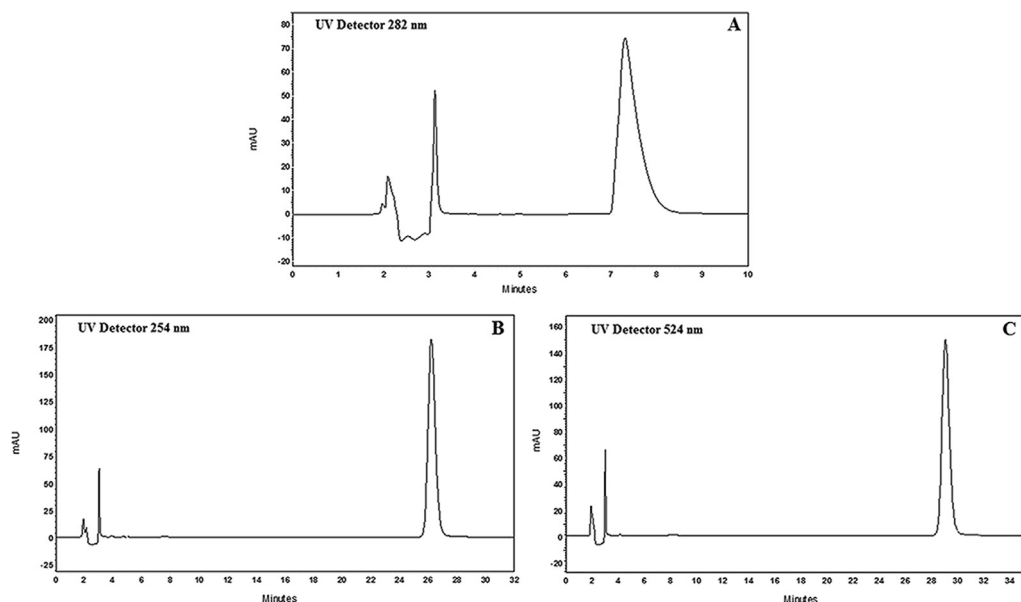 UV Detector 282 nm
A
80
70
60
50
40
30
20
10
0
-10
-20
mAU
0 1 2 3 4 5 6 7 8 9 10
Minutes
UV Detector 254 nm
B
200
175
150
125
100
75
50
25
0
-25
mAU
0 2 4 6 8 10 12 14 16 18 20 22 24 26 28 30 32
Minutes
UV Detector 524 nm
C
160
140
120
100
80
60
40
20
0
-20
mAU
0 2 4 6 8 10 12 14 16 18 20 22 24 26 28 30 32 34
Minutes